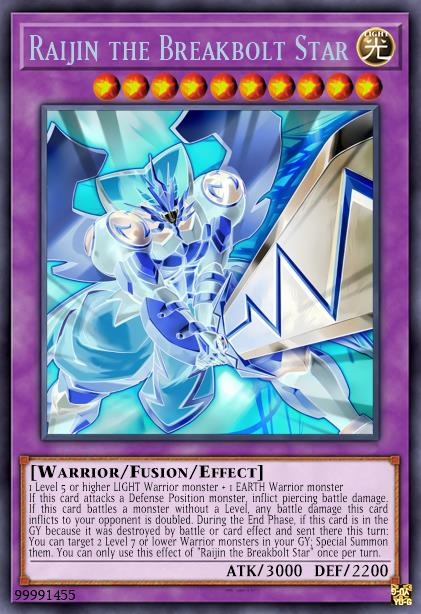 Raijin the Breakbolt Star
LIGHT
光
[Warrior/Fusion/Effect]
1 Level 5 or higher LIGHT Warrior monster + 1 EARTH Warrior monster
If this card attacks a Defense Position monster, inflict piercing battle damage.
If this card battles a monster without a Level, any battle damage this card
inflicts to your opponent is doubled. During the End Phase, if this card is in the
GY because it was destroyed by battle or card effect and sent there this turn:
You can target 2 Level 7 or lower Warrior monsters in your GY; Special Summon
them. You can only use this effect of "Raijin the Breakbolt Star" once per turn.
ATK/3000 DEF/2200
99991455